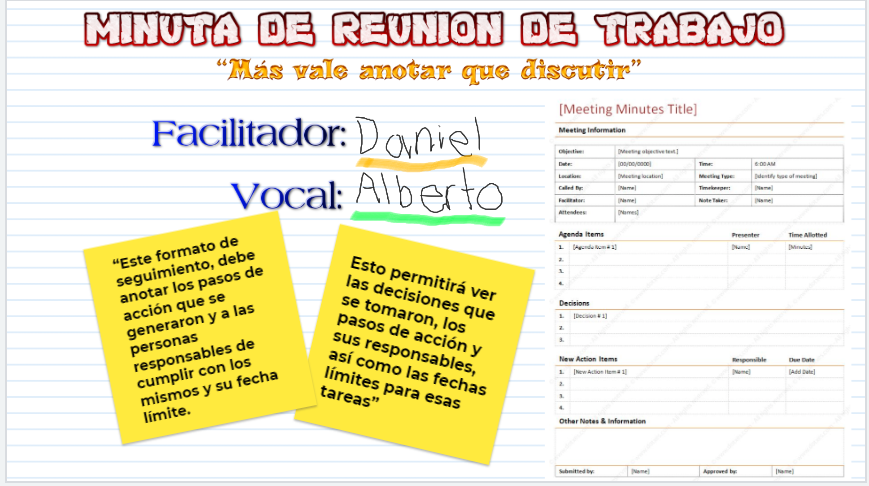 MINUTA DE REUNION DE TRABAJO
“Más vale anotar que discutir”
Facilitador: Daniel
Vocal: Alberto
“Este formato de
seguimiento, debe
anotar los pasos de
acción que se
generaron y a las
personas
responsables de
cumplir con los
mismos y su fecha
límite.
Esto permitirá ver
las decisiones que
se tomaron, los
pasos de acción y
sus responsables,
así como las fechas
límites para esas
tareas”
[Meeting Minutes Title]
Meeting Information
Objective: [Meeting objective text.]
Date: [00/00/0000] Time: 6:00 AM
Location: [Meeting location] Meeting Type: [Identify type of meeting]
Called By: [Name] Timekeeper: [Name]
Facilitator: [Name] Note Taker: [Name]
Attendees: [Names]
Agenda Items Presenter Time Allotted
1. [Agenda Item # 1] [Name] [Minutes]
2.
3.
4.
Decisions
1. [Decision # 1]
2.
3.
New Action Items Responsible Due Date
1. [New Action Item # 1] [Name] [Add Date]
2.
3.
4.
Other Notes & Information
Submitted by: [Name] Approved by: [Name]